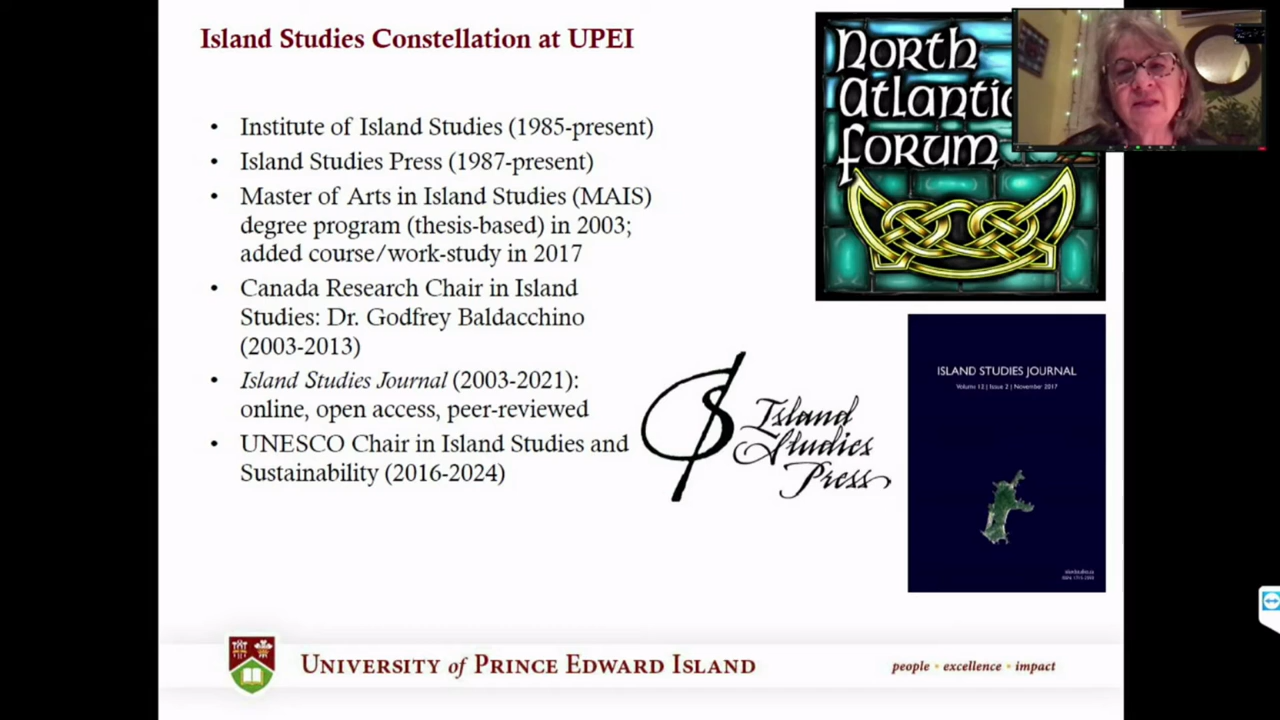 Island Studies Constellation at UPEI
• Institute of Island Studies (1985-present)
• Island Studies Press (1987-present)
• Master of Arts in Island Studies (MAIS)
degree program (thesis-based) in 2003;
added course/work-study in 2017
• Canada Research Chair in Island
Studies: Dr. Godfrey Baldacchino
(2003-2013)
• Island Studies Journal (2003-2021):
online, open access, peer-reviewed
• UNESCO Chair in Island Studies and
Sustainability (2016-2024)
North
Atlantic
Forum
Island
Studies
Press
ISLAND STUDIES JOURNAL
UNIVERSITY of PRINCE EDWARD ISLAND
people • excellence • impact